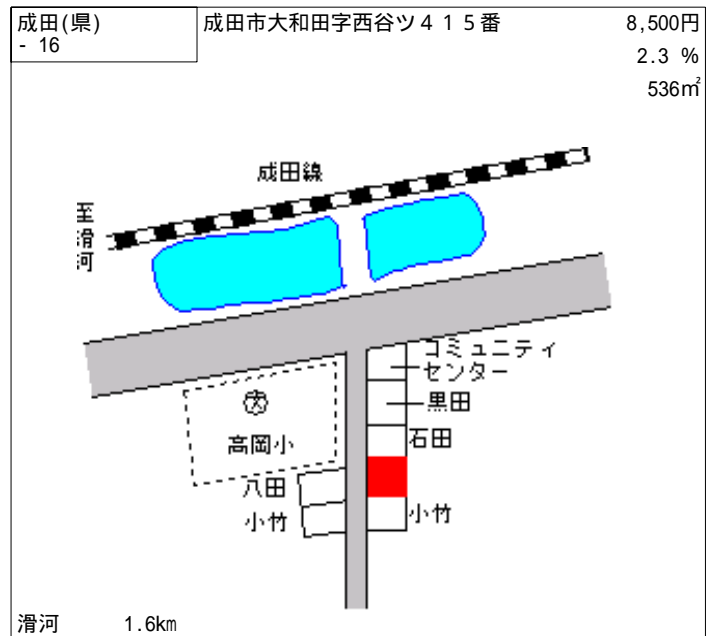 成田(県)
- 16
成田市大和田字西谷ツ４１５番
8,500円
2.3 %
536㎡
成田線
至滑河
コミュニティ
センター
黒田
石田
文
高岡小
八田
小竹
小竹
滑河 1.6km